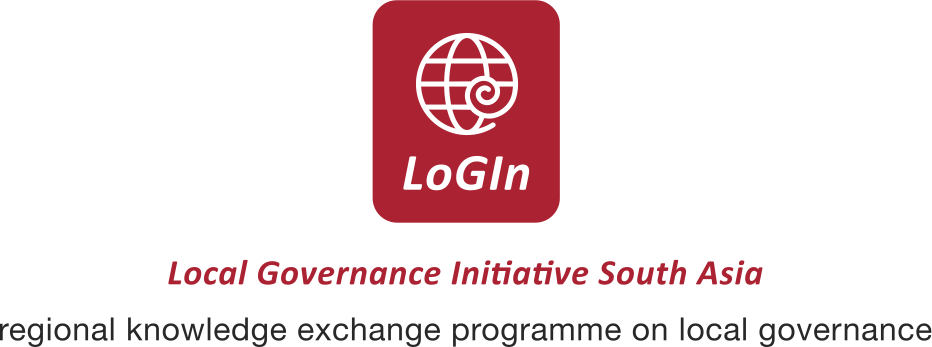 LoGIn
Local Governance Initiative South Asia
regional knowledge exchange programme on local governance